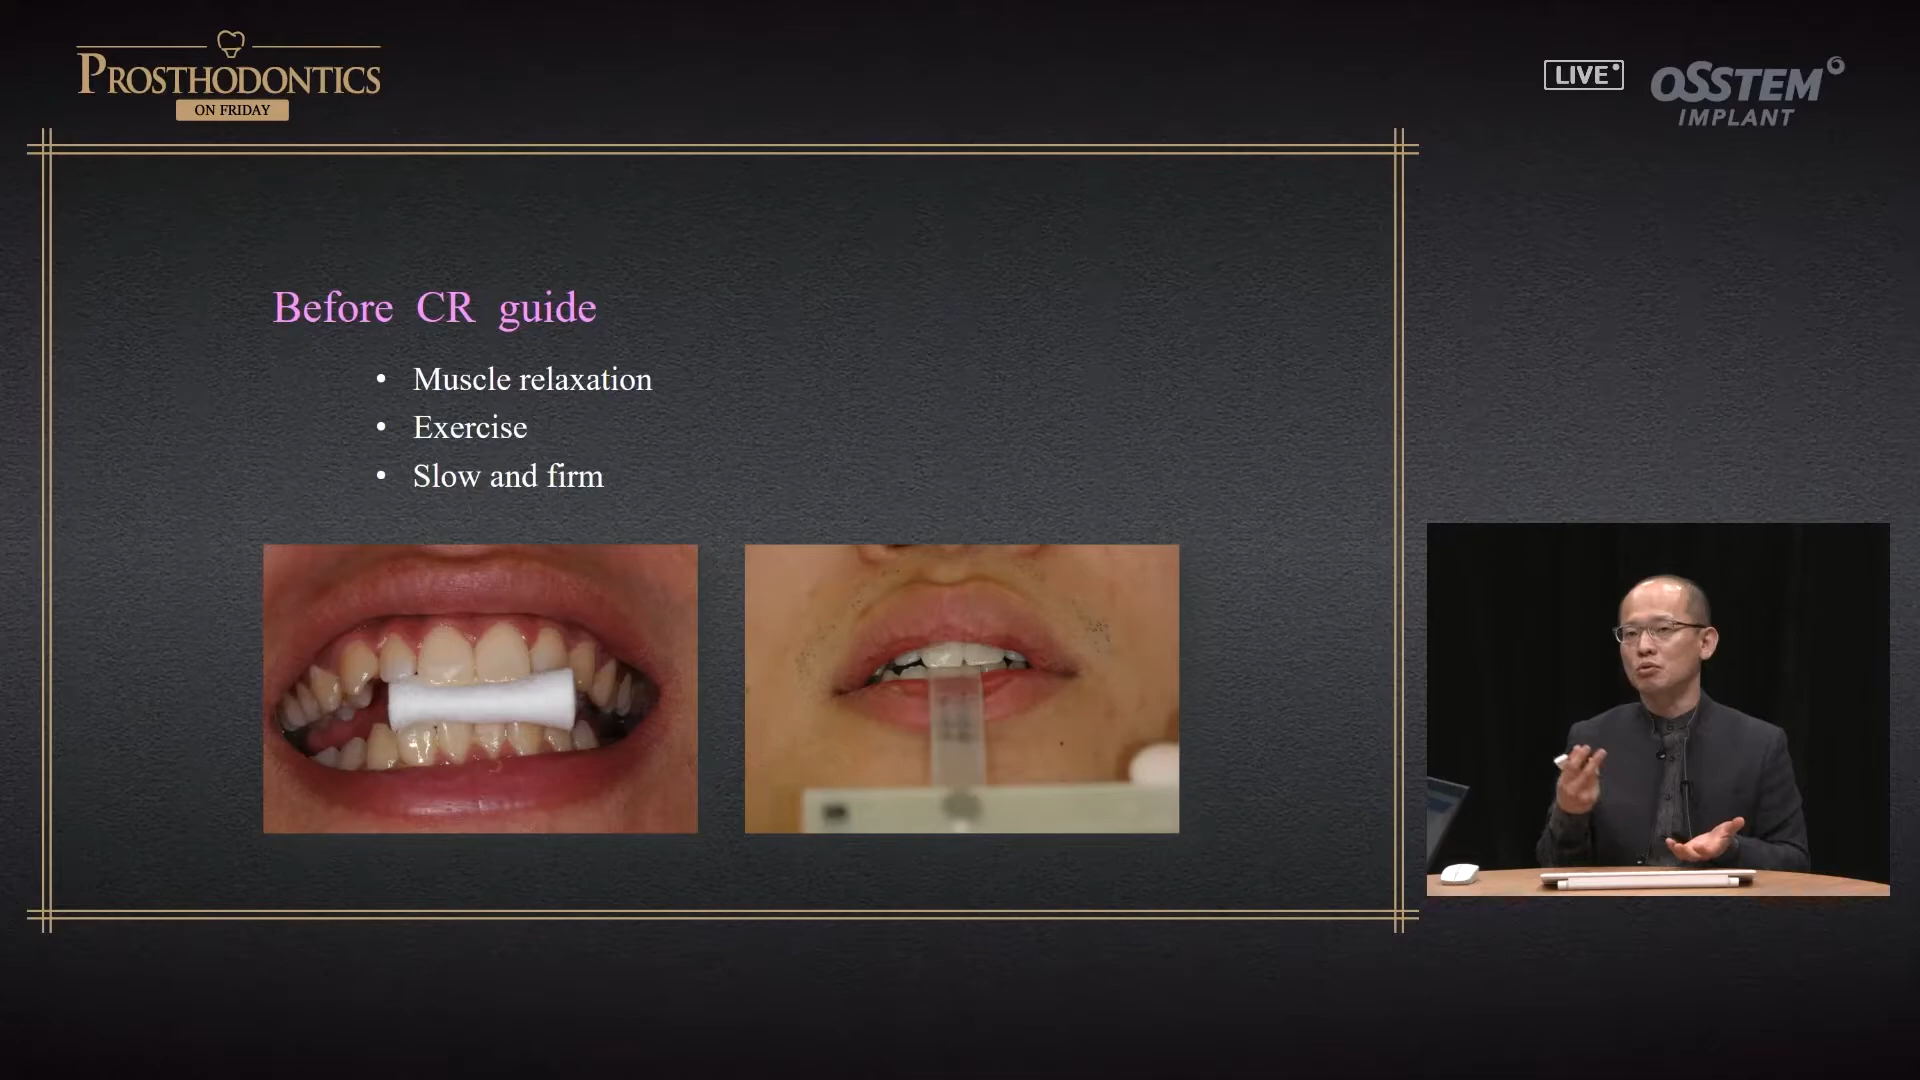 PROSTHODONTICS
ON FRIDAY
LIVE
OSSTEM
IMPLANT
Before CR guide
• Muscle relaxation
• Exercise
• Slow and firm